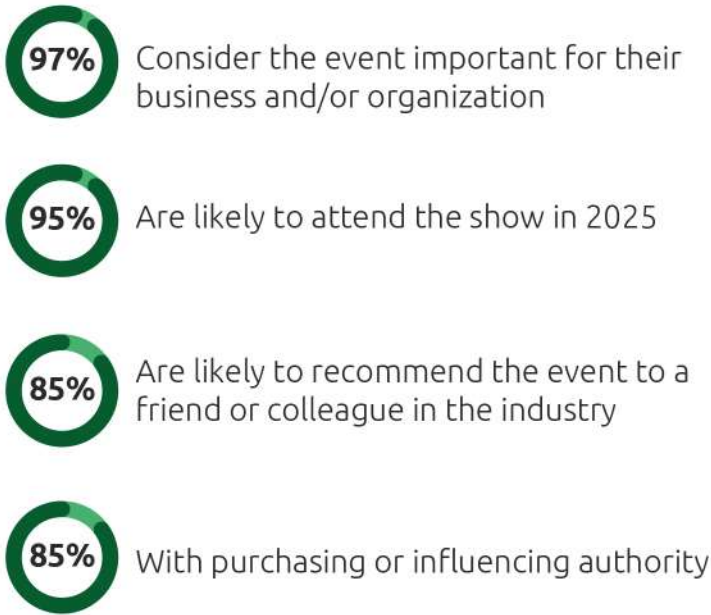 97%
Consider the event important for their
business and/or organization
95%
Are likely to attend the show in 2025
85%
Are likely to recommend the event to a
friend or colleague in the industry
85%
With purchasing or influencing authority